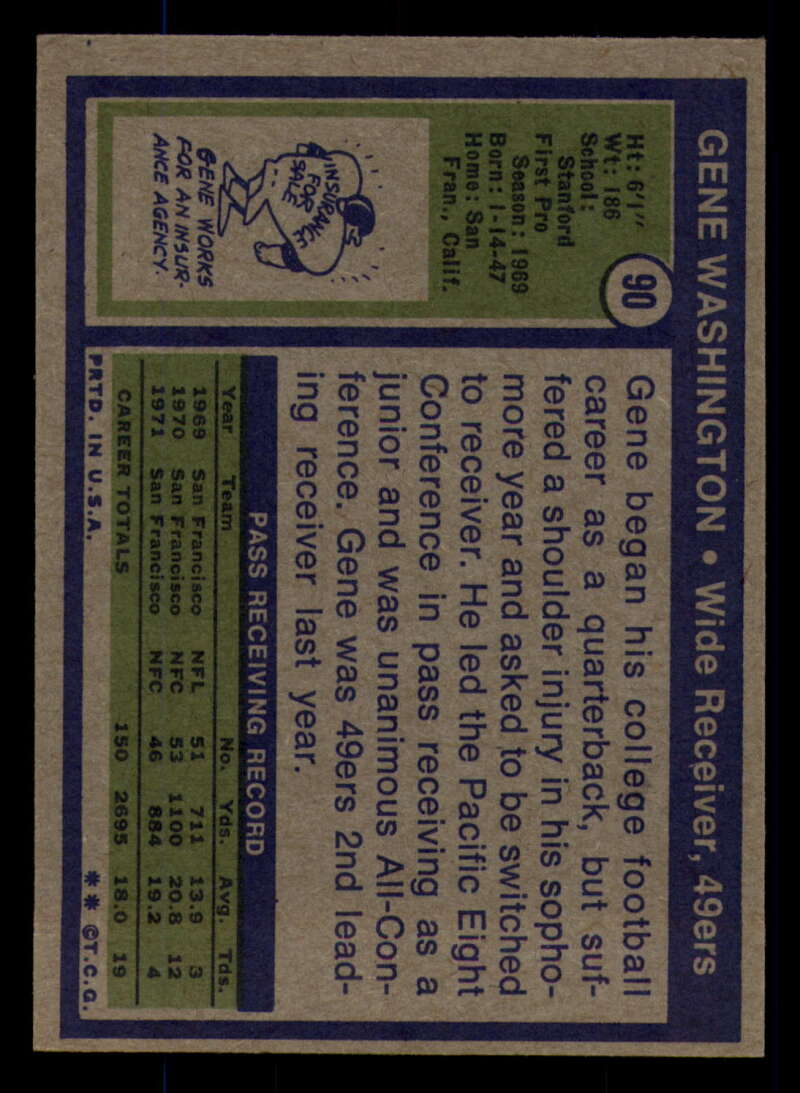 GENE WASHINGTON • Wide Receiver, 49ers
90
Ht: 6'1"
Wt: 186
School:
Stanford
First Pro
Season: 1969
Born: 1-14-47
Home: San
Fran., Calif.
INSURANCE
FOR
SALE
GENE WORKS
FOR AN INSUR-
ANCE AGENCY.
Gene began his college football
career as a quarterback, but suf-
fered a shoulder injury in his sopho-
more year and asked to be switched
to receiver. He led the Pacific Eight
Conference in pass receiving as a
junior and was unanimous All-Con-
ference. Gene was 49ers 2nd lead-
ing receiver last year.
PASS RECEIVING RECORD
Year Team No. Yds. Avg. Tds.
1969 San Francisco NFL 51 711 13.9 3
1970 San Francisco NFC 53 1100 20.8 12
1971 San Francisco NFC 46 884 19.2 4
CAREER TOTALS 150 2695 18.0 19
PRTD. IN U.S.A. ** ©T.C.G.